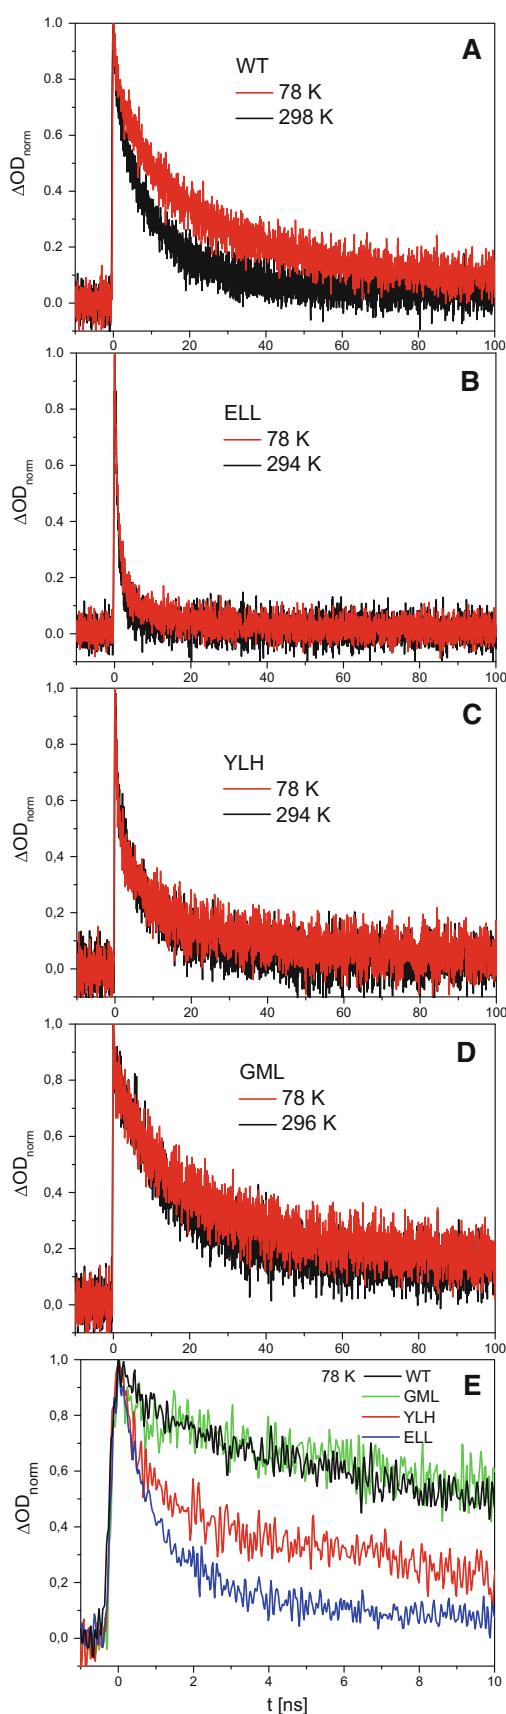 A
WT
78 K
298 K
ΔOD_norm
1.0
0.8
0.6
0.4
0.2
0.0
0 20 40 60 80 100
B
ELL
78 K
294 K
ΔOD_norm
1.0
0.8
0.6
0.4
0.2
0.0
0 20 40 60 80 100
C
YLH
78 K
294 K
ΔOD_norm
1,0
0,8
0,6
0,4
0,2
0,0
0 20 40 60 80 100
D
GML
78 K
296 K
ΔOD_norm
1,0
0,8
0,6
0,4
0,2
0,0
0 20 40 60 80 100
E
78 K WT
GML
YLH
ELL
ΔOD_norm
1,0
0,8
0,6
0,4
0,2
0,0
0 2 4 6 8 10
t [ns]